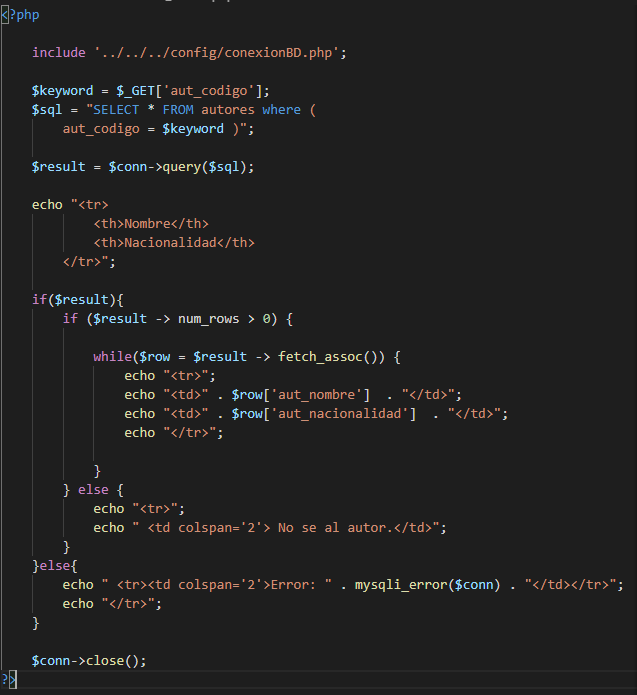 <?php
include '../../../config/conexionBD.php';
$keyword = $_GET['aut_codigo'];
$sql = "SELECT * FROM autores where (
aut_codigo = $keyword )";
$result = $conn->query($sql);
echo "<tr>
<th>Nombre</th>
<th>Nacionalidad</th>
</tr>";
if($result){
if ($result -> num_rows > 0) {
while($row = $result -> fetch_assoc()) {
echo "<tr>";
echo "<td>" . $row['aut_nombre']  . "</td>";
echo "<td>" . $row['aut_nacionalidad']  . "</td>";
echo "</tr>";
}
} else {
echo "<tr>";
echo " <td colspan='2'> No se al autor.</td>";
}
}else{
echo " <tr><td colspan='2'>Error: " . mysqli_error($conn) . "</td></tr>";
echo "</tr>";
}
$conn->close();
?>